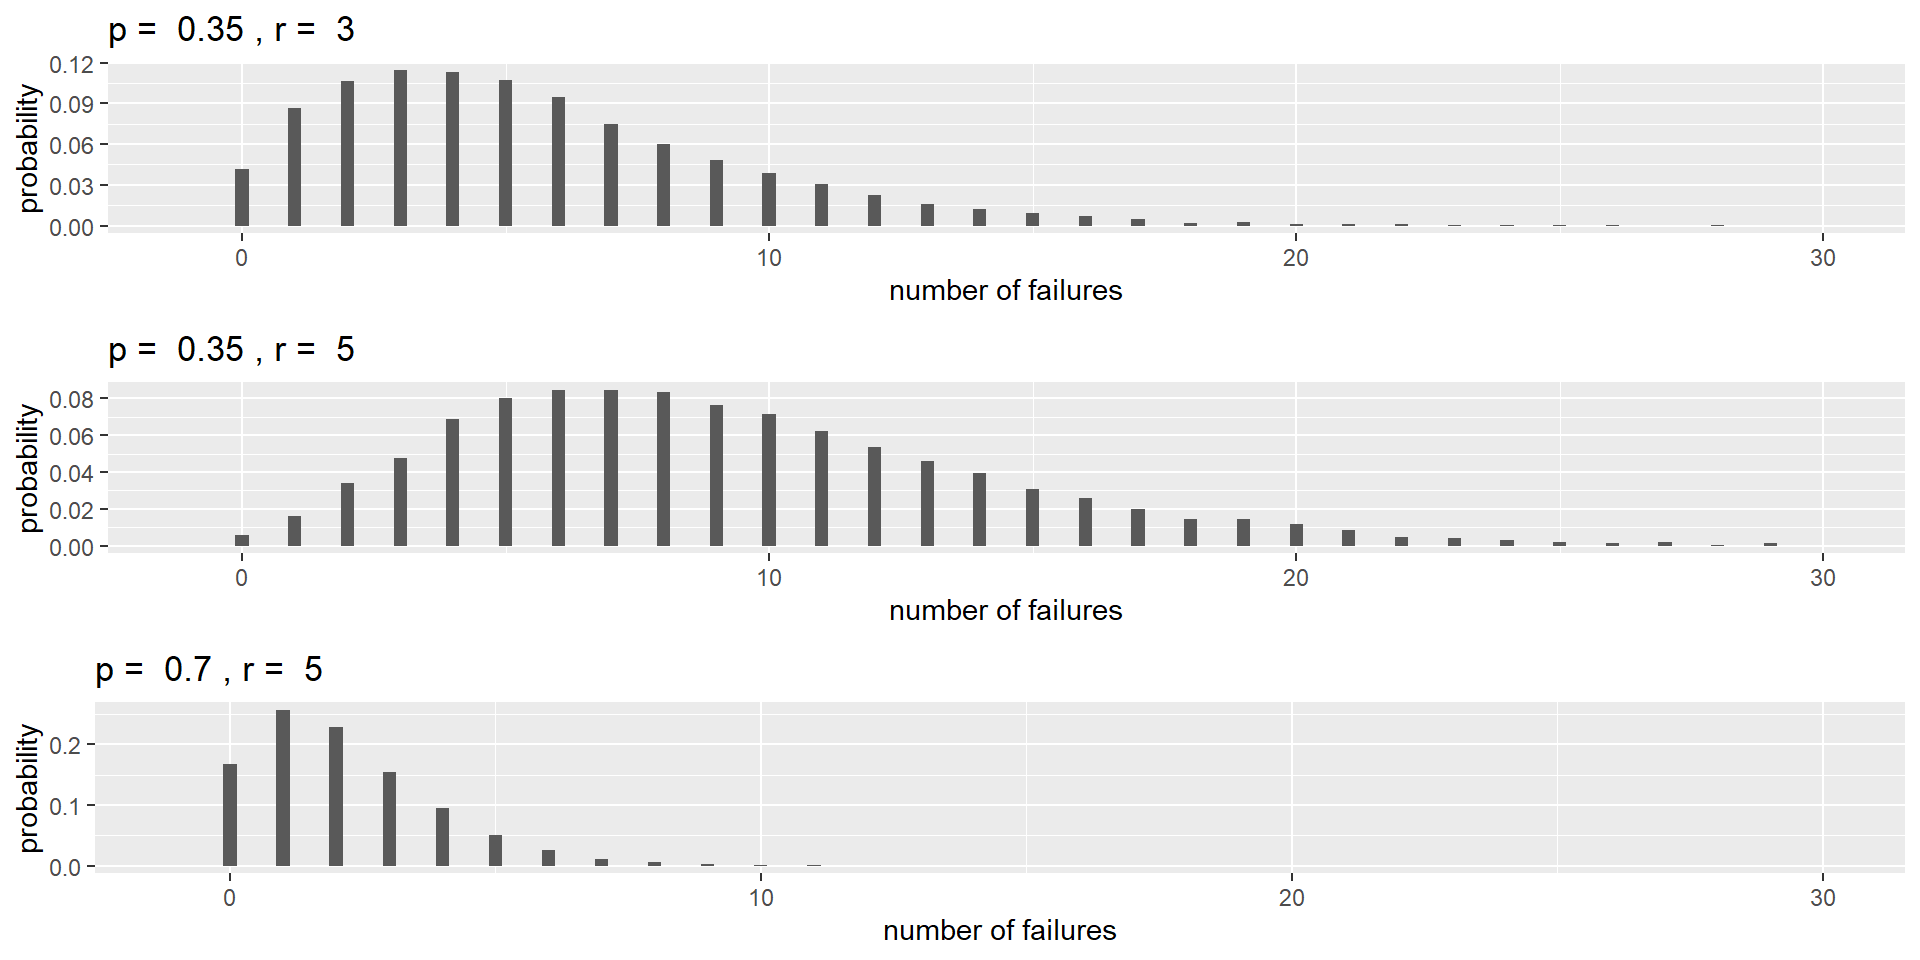 p =  0.35 , r =  3
probability
0.12
0.09
0.06
0.03
0.00
0 10 20 30
number of failures
p =  0.35 , r =  5
probability
0.08
0.06
0.04
0.02
0.00
0 10 20 30
number of failures
p =  0.7 , r =  5
probability
0.2
0.1
0.0
0 10 20 30
number of failures